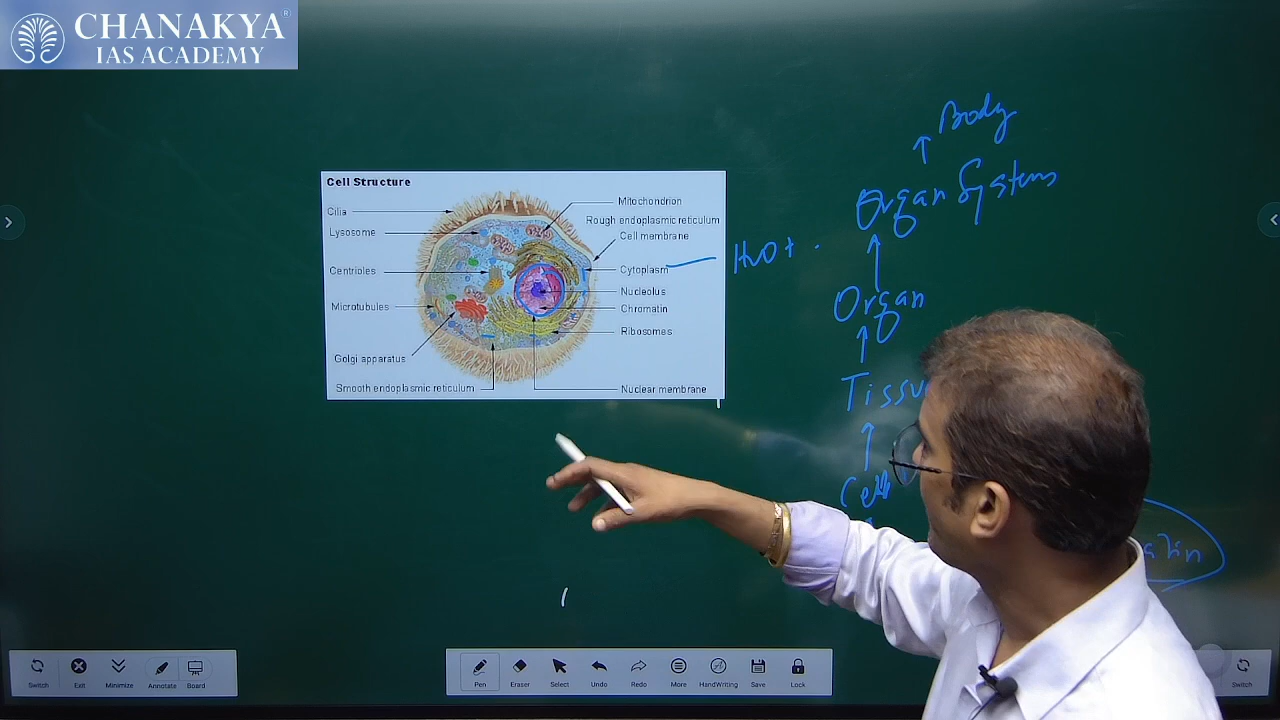 CHANAKYA ®
IAS ACADEMY
Body
Organ Systems
Cell Structure
Cilia
Lysosome
Centrioles
Microtubules
Golgi apparatus
Smooth endoplasmic reticulum
Mitochondrion
Rough endoplasmic reticulum
Cell membrane
Cytoplasm
Nucleolus
Chromatin
Ribosomes
Nuclear membrane
Organ
Switch
Exit
Minimize
Annotate
Board
Pen
Eraser
Select
Undo
Redo
More
HandWriting
Save
Lock
Switch